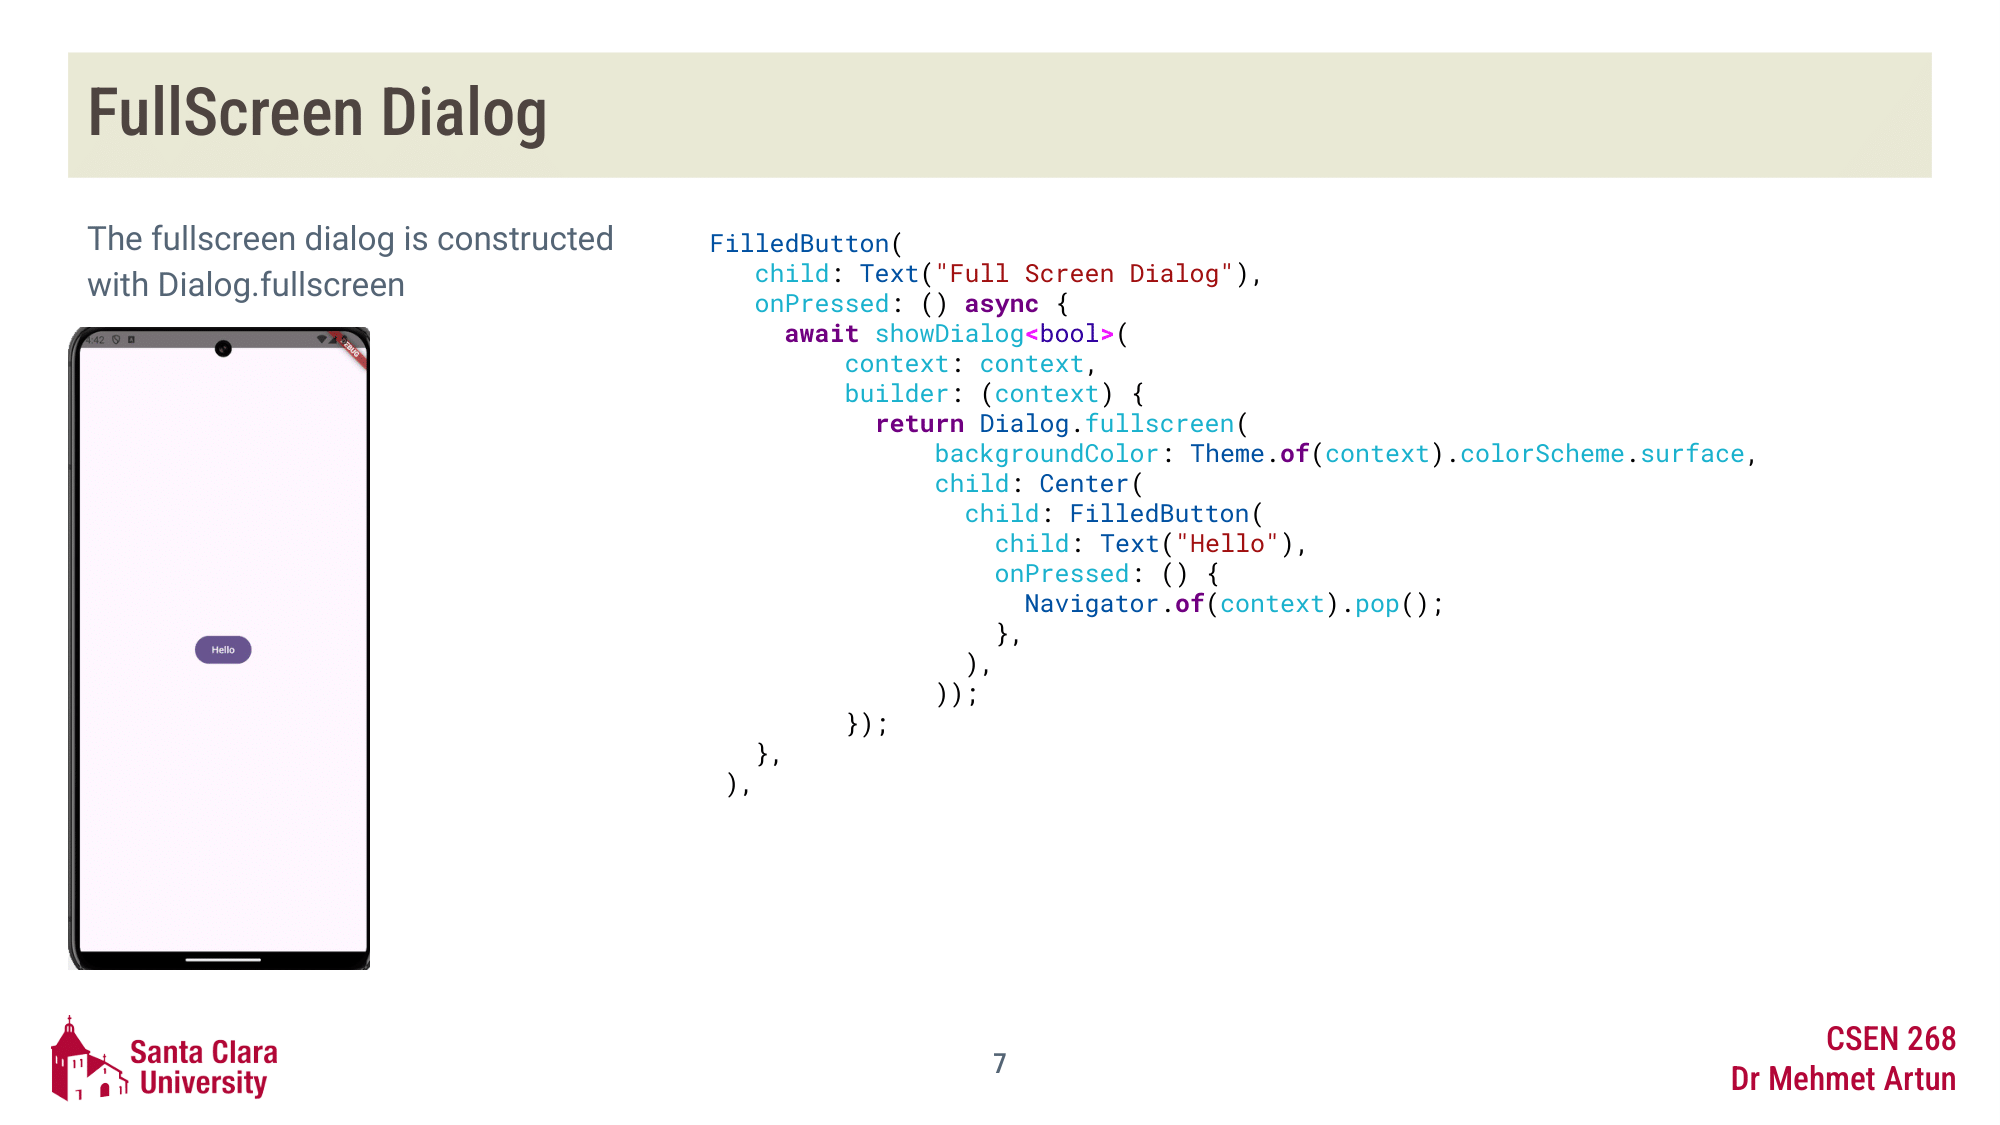 FullScreen Dialog
The fullscreen dialog is constructed
with Dialog.fullscreen
4:42
DEBUG
Hello
FilledButton(
   child: Text("Full Screen Dialog"),
   onPressed: () async {
     await showDialog<bool>(
         context: context,
         builder: (context) {
           return Dialog.fullscreen(
               backgroundColor: Theme.of(context).colorScheme.surface,
               child: Center(
                 child: FilledButton(
                   child: Text("Hello"),
                   onPressed: () {
                     Navigator.of(context).pop();
                   },
                 ),
               ));
         });
   },
 ),
Santa Clara
University
7
CSEN 268
Dr Mehmet Artun